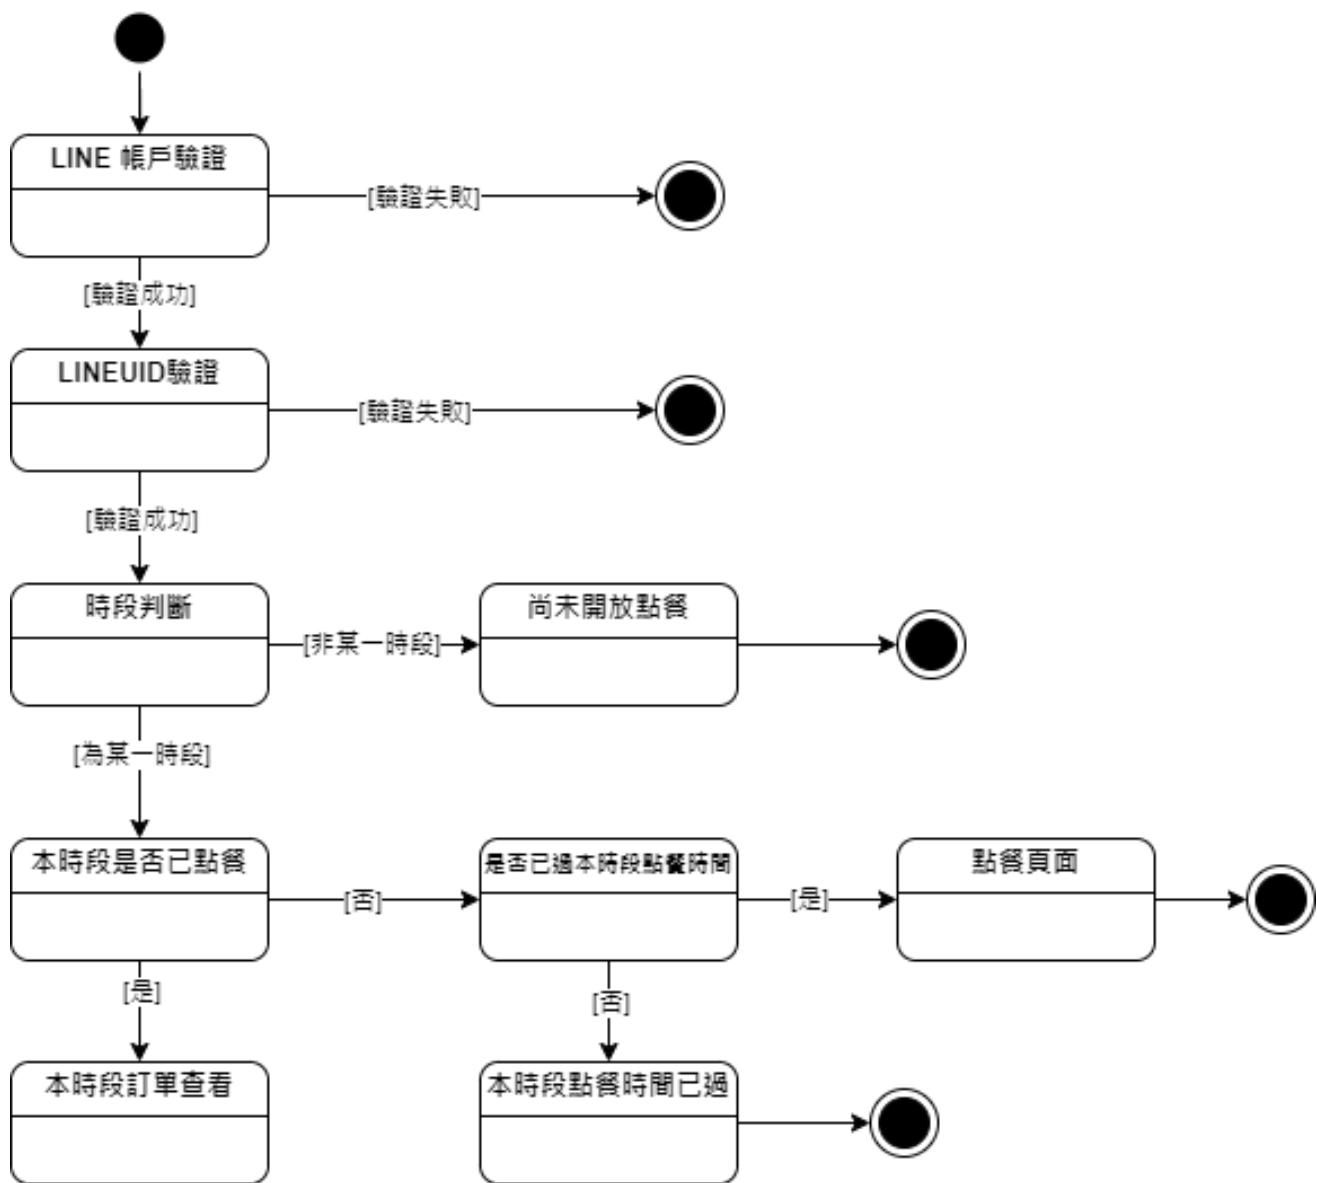 LINE 帳戶驗證
[驗證失敗]
[驗證成功]
LINEUID驗證
[驗證失敗]
[驗證成功]
時段判斷
[非某一時段]
尚未開放點餐
[為某一時段]
本時段是否已點餐
[否]
是否已過本時段點餐時間
[是]
點餐頁面
[是]
[否]
本時段訂單查看
本時段點餐時間已過